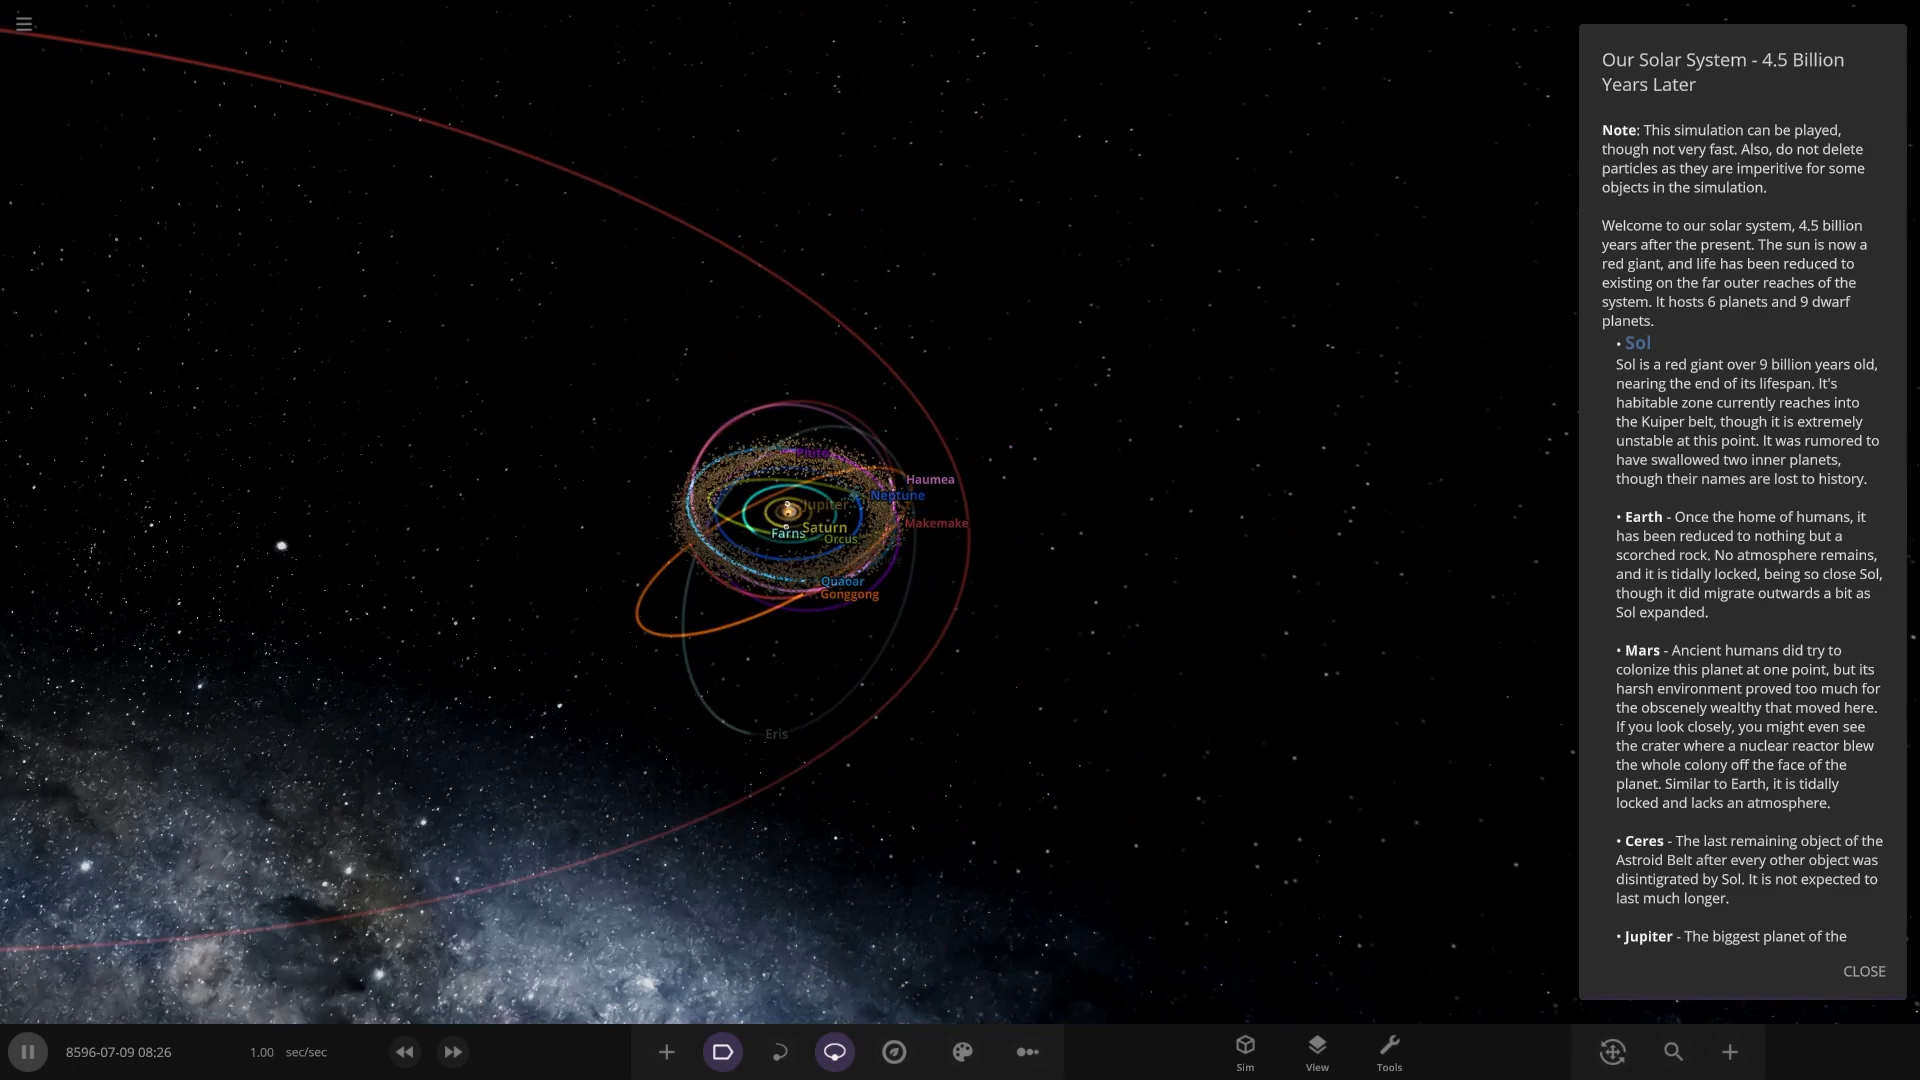 Our Solar System - 4.5 Billion
Years Later
Note: This simulation can be played,
though not very fast. Also, do not delete
particles as they are imperitive for some
objects in the simulation.
Welcome to our solar system, 4.5 billion
years after the present. The sun is now a
red giant, and life has been reduced to
existing on the far outer reaches of the
system. It hosts 6 planets and 9 dwarf
planets.
• Sol
Sol is a red giant over 9 billion years old,
nearing the end of its lifespan. It's
habitable zone currently reaches into
the Kuiper belt, though it is extremely
unstable at this point. It was rumored to
have swallowed two inner planets,
though their names are lost to history.
• Earth - Once the home of humans, it
has been reduced to nothing but a
scorched rock. No atmosphere remains,
and it is tidally locked, being so close Sol,
though it did migrate outwards a bit as
Sol expanded.
• Mars - Ancient humans did try to
colonize this planet at one point, but its
harsh environment proved too much for
the obscenely wealthy that moved here.
If you look closely, you might even see
the crater where a nuclear reactor blew
the whole colony off the face of the
planet. Similar to Earth, it is tidally
locked and lacks an atmosphere.
• Ceres - The last remaining object of the
Astroid Belt after every other object was
disintigrated by Sol. It is not expected to
last much longer.
• Jupiter - The biggest planet of the
CLOSE
Pluto
Haumea
Neptune
Jupiter
Makemake
Saturn
Farns
Orcus
Quaoar
Gonggong
Eris
8596-07-09 08:26
1.00 sec/sec
Sim
View
Tools